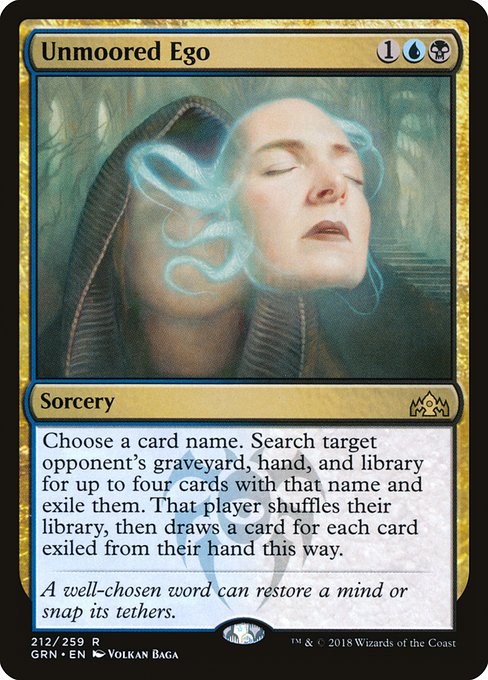 Unmoored Ego 1
Sorcery
Choose a card name. Search target
opponent's graveyard, hand, and library
for up to four cards with that name and
exile them. That player shuffles their
library, then draws a card for each card
exiled from their hand this way.
A well-chosen word can restore a mind or
snap its tethers.
212/259 R
GRN • EN Volkan Baga
™ & © 2018 Wizards of the Coast